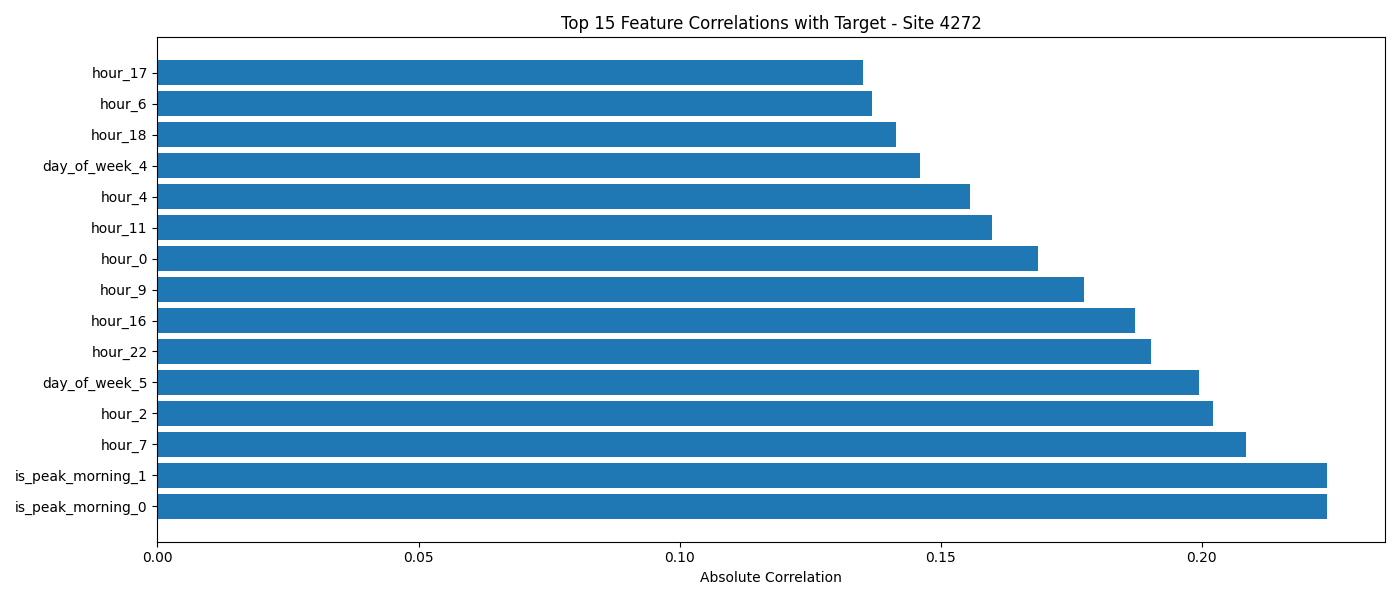 Top 15 Feature Correlations with Target - Site 4272
hour_17
hour_6
hour_18
day_of_week_4
hour_4
hour_11
hour_0
hour_9
hour_16
hour_22
day_of_week_5
hour_2
hour_7
is_peak_morning_1
is_peak_morning_0
0.00 0.05 0.10 0.15 0.20
Absolute Correlation